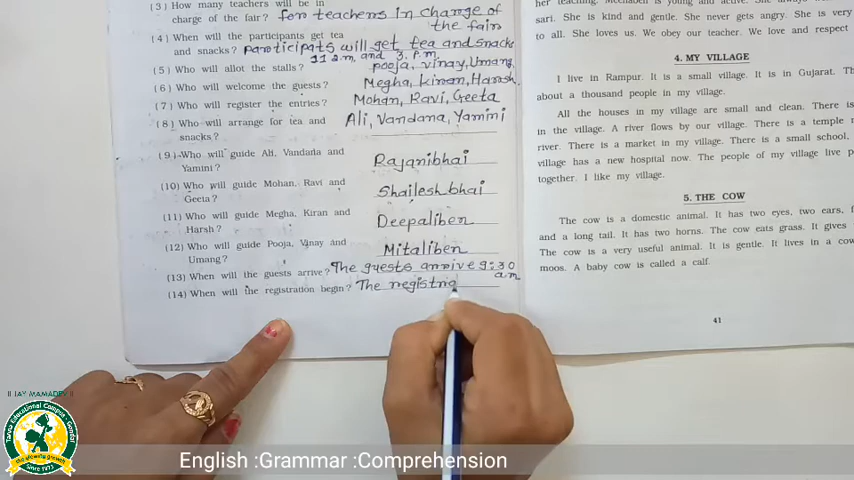 (3) How many teachers will be in
charge of the fair? four teachers in charge of
the fair
(4) When will the participants get tea
and snacks? participats will get tea and snacks
11 a.m. and 3. P.m
(5) Who will allot the stalls? pooja, vinay, Umang,
(6) Who will welcome the guests? Megha, kiran, Harsh.
(7) Who will register the entries? Mohan, Ravi, Geeta
(8) Who will arrange for tea and Ali, Vandana, Yamini
snacks?
(9) Who will guide Ali, Vandana and Rajanibhai
Yamini?
(10) Who will guide Mohan, Ravi and Shaileshbhai
Geeta?
(11) Who will guide Megha, Kiran and Deepaliben
Harsh?
(12) Who will guide Pooja, Vinay and Mitaliben
Umang?
(13) When will the guests arrive? The guests arrive 9:30
a.m
(14) When will the registration begin? The registra
her teaching.
sari. She is kind and gentle. She never gets angry. She is very
to all. She loves us. We obey our teacher. We love and respect
4. MY VILLAGE
I live in Rampur. It is a small village. It is in Gujarat.
about a thousand people in my village.
All the houses in my village are small and clean. There is
in the village. A river flows by our village. There is a temple
river. There is a market in my village. There is a small school,
village has a new hospital now. The people of my village live
together. I like my village.
5. THE COW
The cow is a domestic animal. It has two eyes, two ears,
and a long tail. It has two horns. The cow eats grass. It gives
The cow is a very useful animal. It is gentle. It lives in a cow
moos. A baby cow is called a calf.
41
II JAY MAMADEV II
English :Grammar :Comprehension